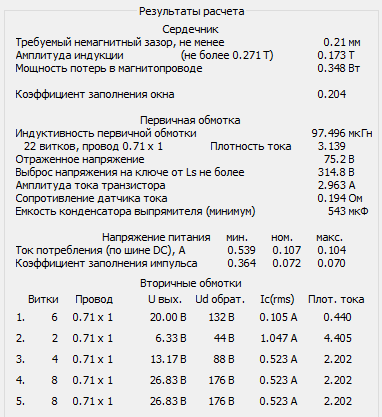 Результаты расчета
Сердечник
Требуемый немагнитный зазор, не менее 0.21 мм
Амплитуда индукции (не более 0.271 Т) 0.173 Т
Мощность потерь в магнитопроводе 0.348 Вт
Коэффициент заполнения окна 0.204
Первичная обмотка
Индуктивность первичной обмотки 97.496 мкГн
22 витков, провод 0.71 x 1 Плотность тока 3.139
Отраженное напряжение 75.2 В
Выброс напряжения на ключе от Ls не более 314.8 В
Амплитуда тока транзистора 2.963 А
Сопротивление датчика тока 0.194 Ом
Емкость конденсатора выпрямителя (минимум) 543 мкФ
Напряжение питания мин. ном. макс.
Ток потребления (по шине DC), А 0.539 0.107 0.104
Коэффициент заполнения импульса 0.364 0.072 0.070
Вторичные обмотки
Витки Провод U вых. Ud обрат. Ic(rms) Плот. тока
1. 6 0.71 x 1 20.00 В 132 В 0.105 А 0.440
2. 2 0.71 x 1 6.33 В 44 В 1.047 А 4.405
3. 4 0.71 x 1 13.17 В 88 В 0.523 А 2.202
4. 8 0.71 x 1 26.83 В 176 В 0.523 А 2.202
5. 8 0.71 x 1 26.83 В 176 В 0.523 А 2.202